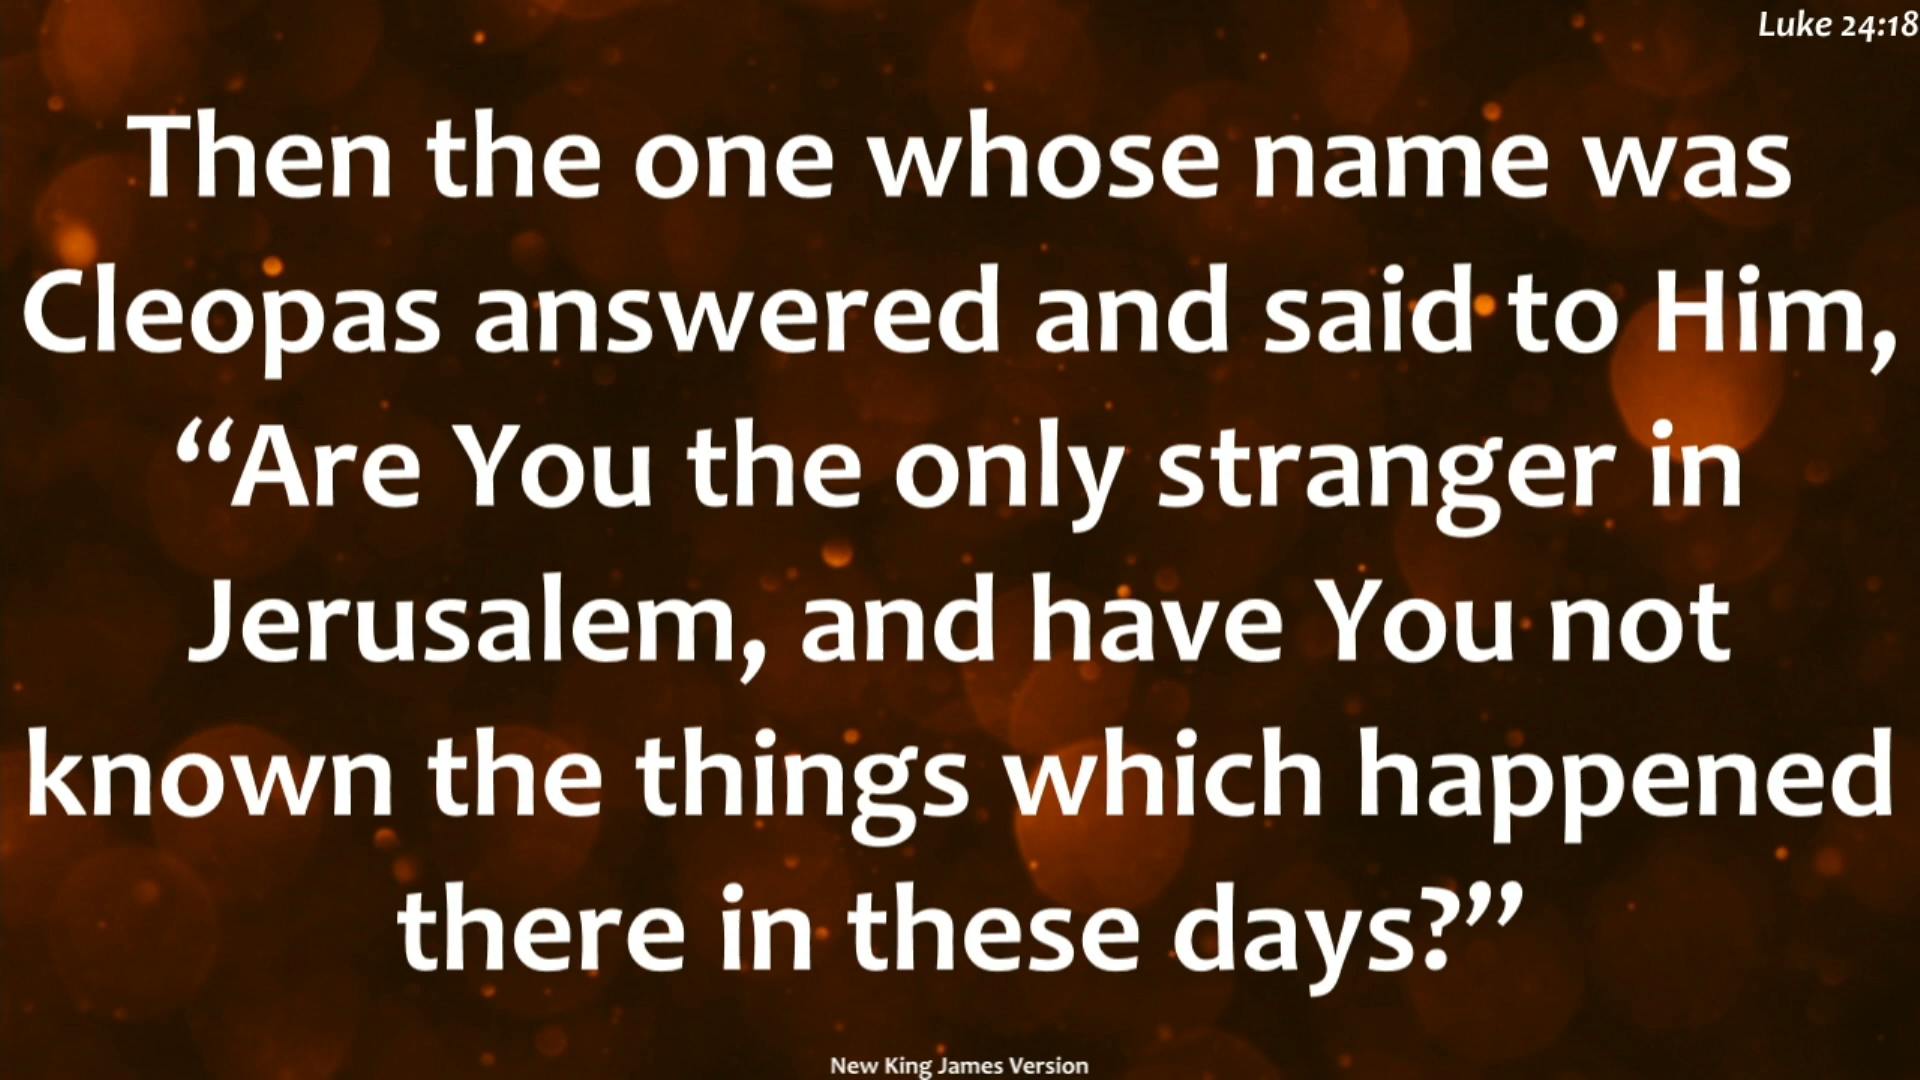 Luke 24:18
Then the one whose name was
Cleopas answered and said to Him,
“Are You the only stranger in
Jerusalem, and have You not
known the things which happened
there in these days?”
New King James Version